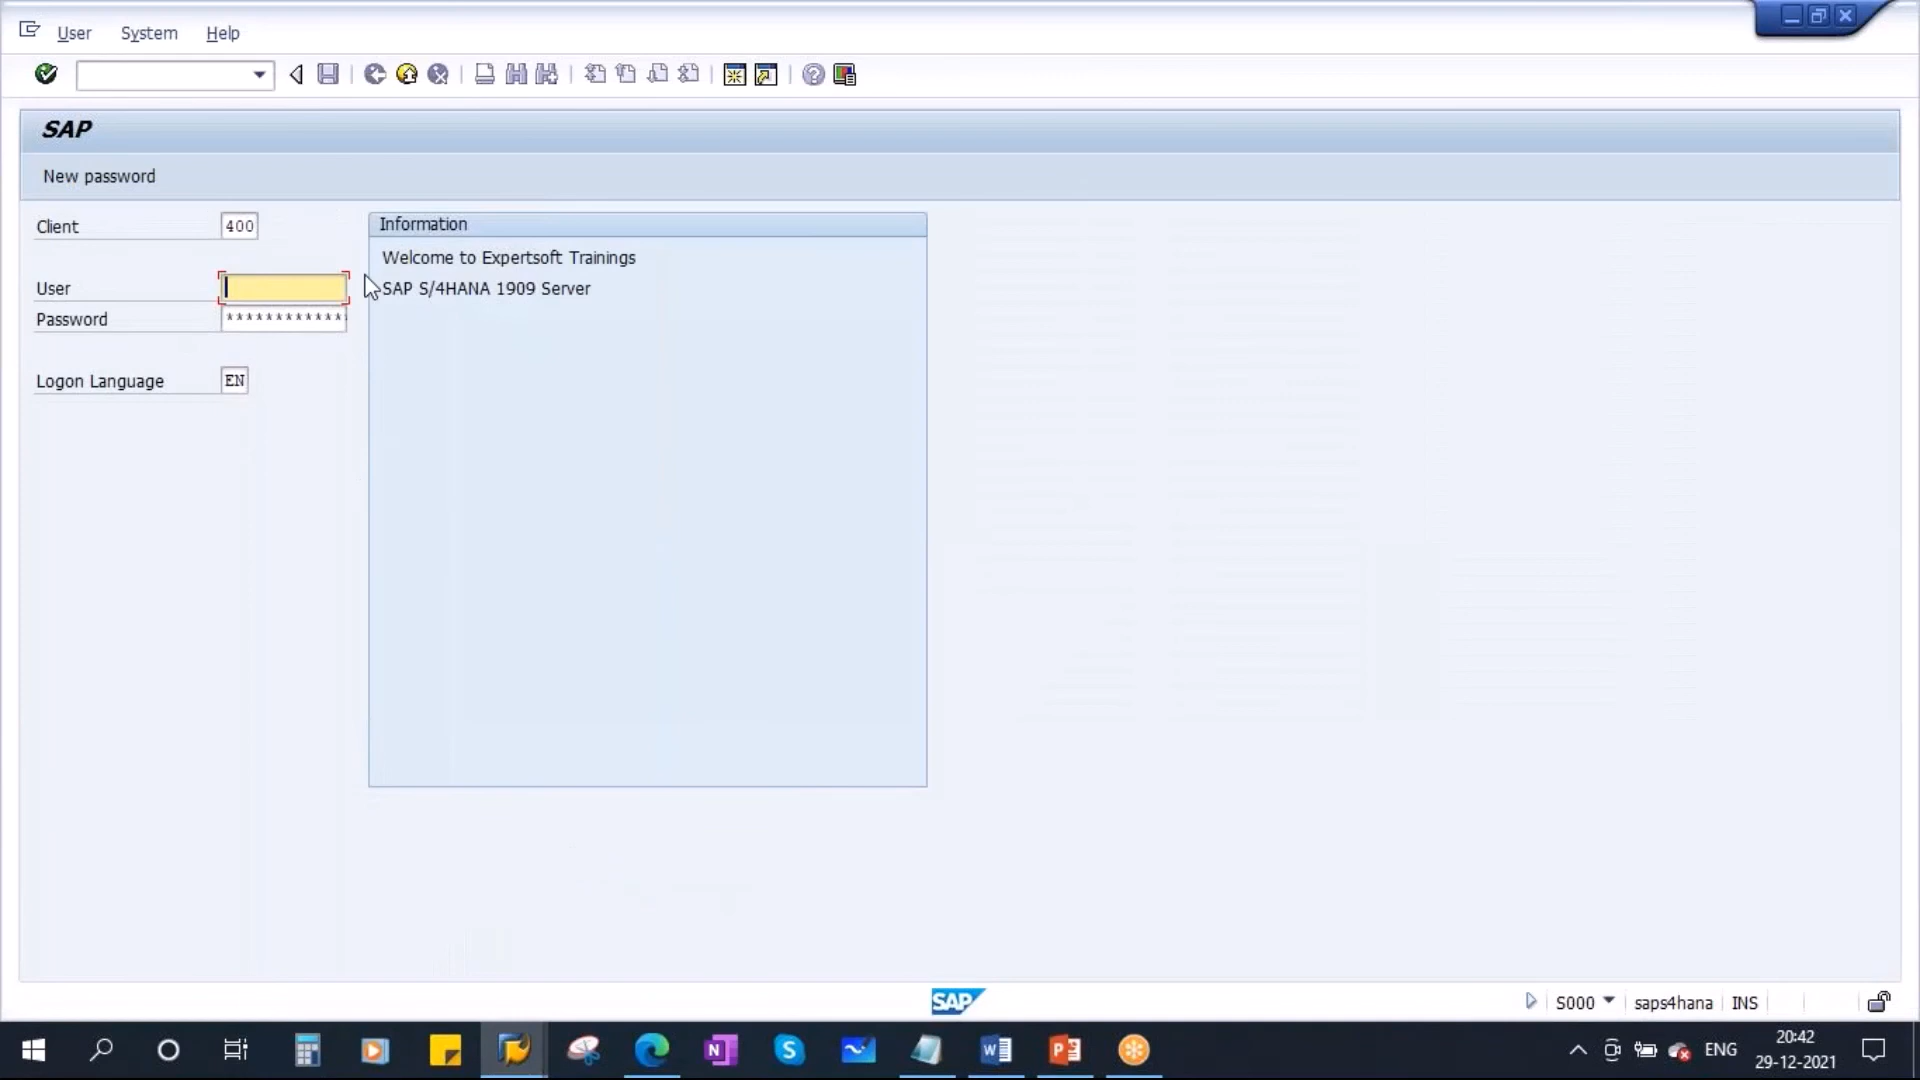 User System Help
SAP
New password
Client 400
Information
Welcome to Expertsoft Trainings
User
SAP S/4HANA 1909 Server
Password ************
Logon Language EN
SAP
S000 saps4hana INS
20:42
ENG
29-12-2021